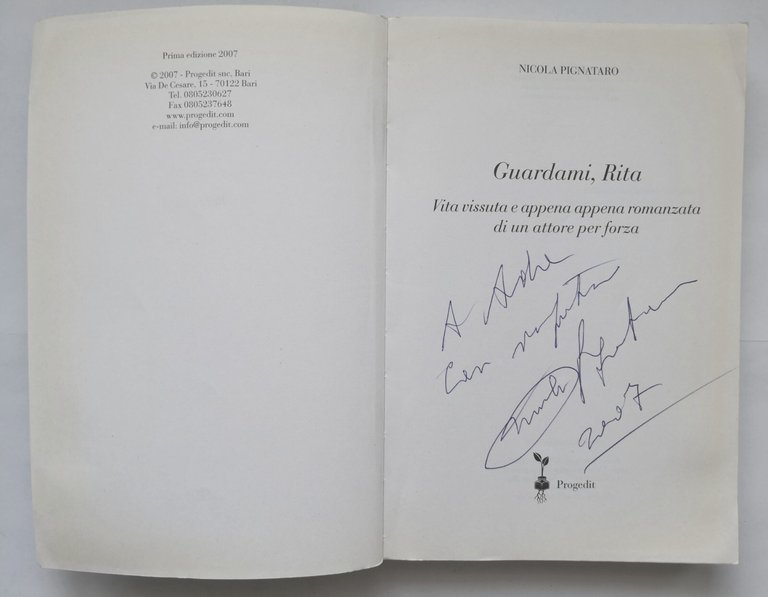 Prima edizione 2007
© 2007 - Progedit snc, Bari
Via De Cesare, 15 - 70122 Bari
Tel. 0805230627
Fax 0805237648
www.progedit.com
e-mail: info@progedit.com
NICOLA PIGNATARO
Guardami, Rita
Vita vissuta e appena appena romanzata
di un attore per forza
A
Con
2007
Progedit